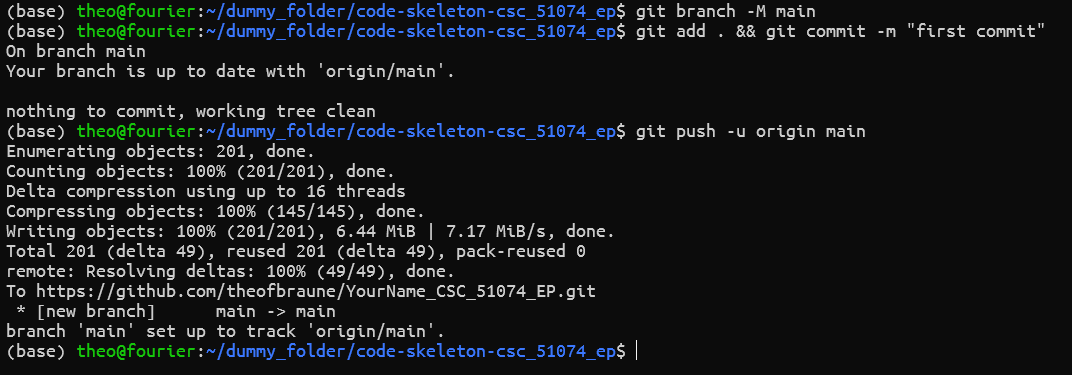 (base) theo@fourier:~/dummy_folder/code-skeleton-csc_51074_ep$ git branch -M main
(base) theo@fourier:~/dummy_folder/code-skeleton-csc_51074_ep$ git add . && git commit -m "first commit"
On branch main
Your branch is up to date with 'origin/main'.

nothing to commit, working tree clean
(base) theo@fourier:~/dummy_folder/code-skeleton-csc_51074_ep$ git push -u origin main
Enumerating objects: 201, done.
Counting objects: 100% (201/201), done.
Delta compression using up to 16 threads
Compressing objects: 100% (145/145), done.
Writing objects: 100% (201/201), 6.44 MiB | 7.17 MiB/s, done.
Total 201 (delta 49), reused 201 (delta 49), pack-reused 0
remote: Resolving deltas: 100% (49/49), done.
To https://github.com/theofbraune/YourName_CSC_51074_EP.git
 * [new branch]      main -> main
branch 'main' set up to track 'origin/main'.
(base) theo@fourier:~/dummy_folder/code-skeleton-csc_51074_ep$